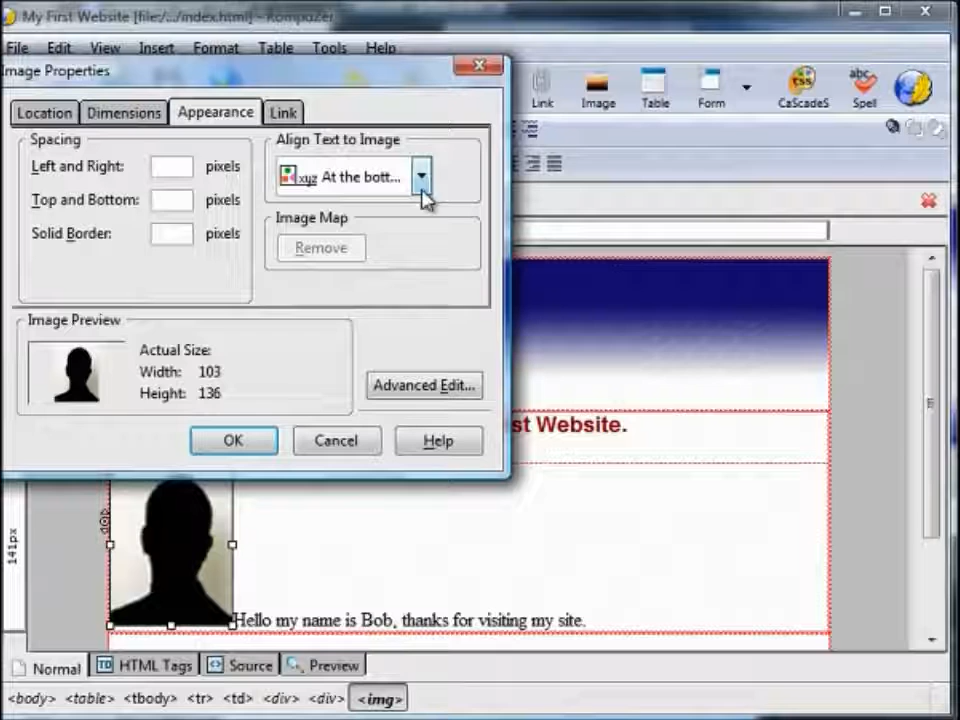 My First Website [file:/.../index.html] - KompoZer
File Edit View Insert Format Table Tools Help
Image Properties
Link Image Table Form CaScadeS Spell
abc
css
Location Dimensions Appearance Link
Spacing
Left and Right: pixels
Top and Bottom: pixels
Solid Border: pixels
Align Text to Image
xyz At the bott...
Image Map
Remove
Image Preview
Actual Size:
Width: 103
Height: 136
Advanced Edit...
OK Cancel Help
st Website.
141px
Hello my name is Bob, thanks for visiting my site.
Normal TD HTML Tags <> Source Preview
<body> <table> <tbody> <tr> <td> <div> <div> <img>